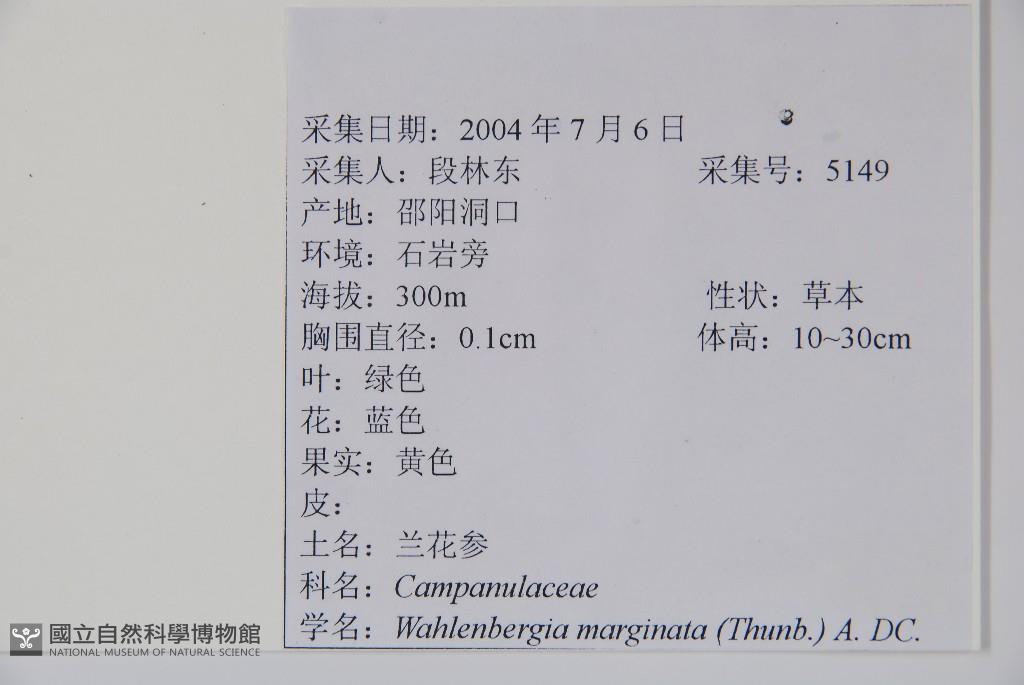 采集日期：2004 年 7 月 6 日
采集人：段林东 采集号：5149
产地：邵阳洞口
环境：石岩旁
海拔：300m 性状：草本
胸围直径：0.1cm 体高：10~30cm
叶：绿色
花：蓝色
果实：黄色
皮：
土名：兰花参
科名：Campanulaceae
学名：Wahlenbergia marginata (Thunb.) A. DC.
國立自然科學博物館
NATIONAL MUSEUM OF NATURAL SCIENCE